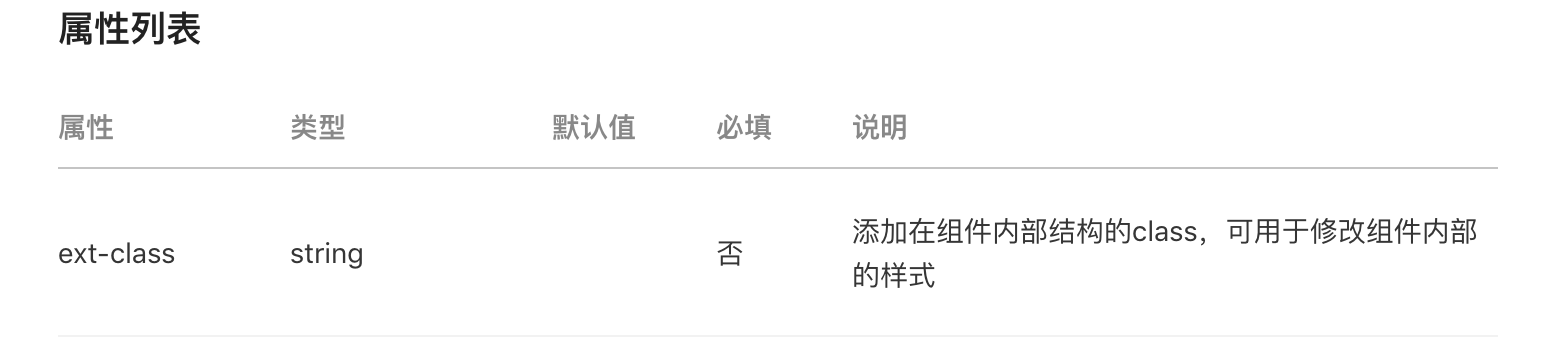 属性列表
属性 类型 默认值 必填 说明
ext-class string 否 添加在组件内部结构的class，可用于修改组件内部
的样式